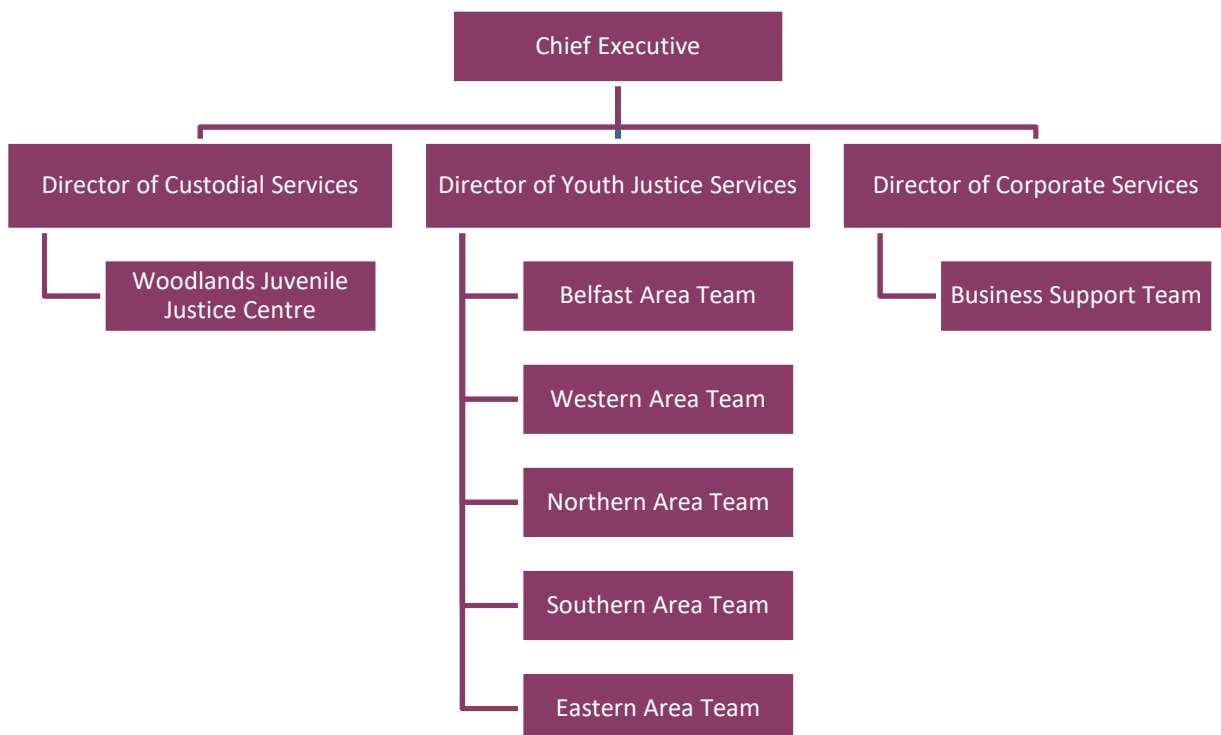 Chief Executive
Director of Custodial Services
Director of Youth Justice Services
Director of Corporate Services
Woodlands Juvenile
Justice Centre
Belfast Area Team
Business Support Team
Western Area Team
Northern Area Team
Southern Area Team
Eastern Area Team